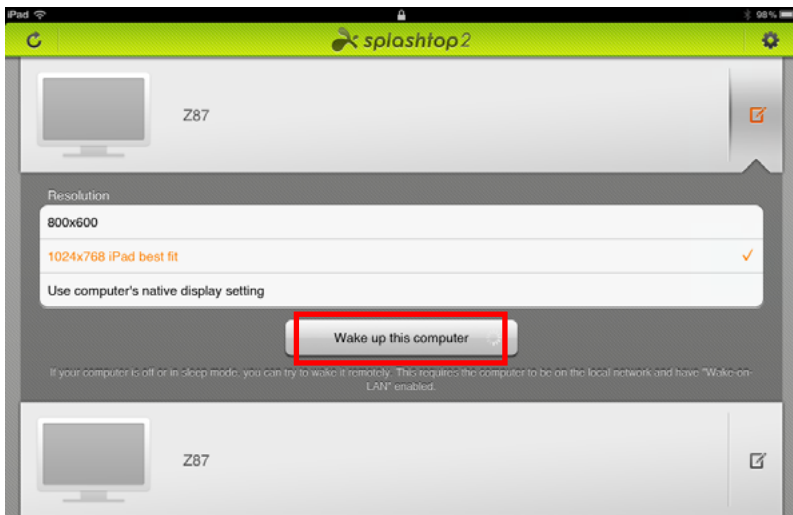 iPad 98%
splashtop2
Z87
Resolution
800x600
1024x768 iPad best fit
Use computer's native display setting
Wake up this computer
If your computer is off or in sleep mode, you can try to wake it remotely. This requires the computer to be on the local network and have "Wake-on-
LAN" enabled.
Z87